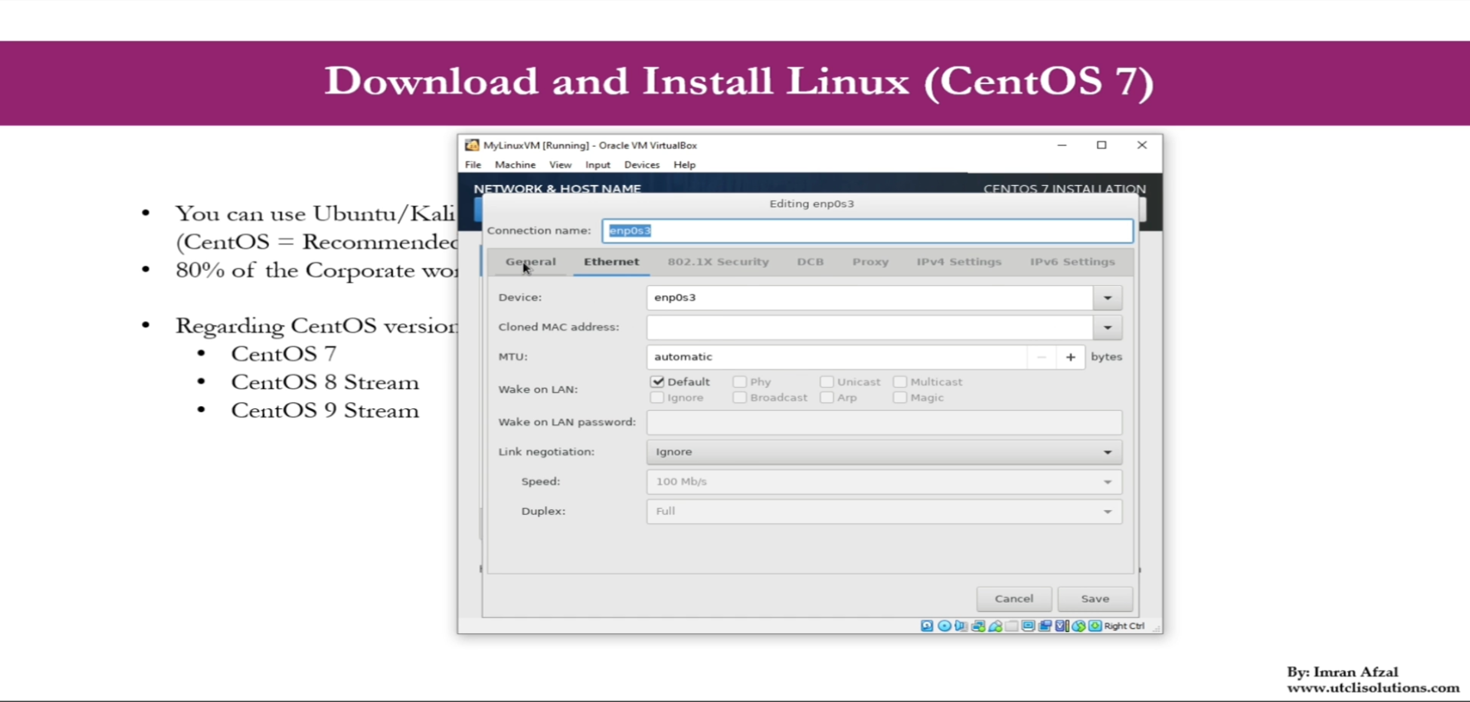 Download and Install Linux (CentOS 7)
• You can use Ubuntu/Kali
(CentOS = Recommended
• 80% of the Corporate
• Regarding CentOS version
• CentOS 7
• CentOS 8 Stream
• CentOS 9 Stream
MyLinuxVM [Running] - Oracle VM VirtualBox
File Machine View Input Devices Help
NETWORK & HOST NAME CENTOS 7 INSTALLATION
Editing enp0s3
Connection name: enp0s3
General Ethernet 802.1X Security DCB Proxy IPv4 Settings IPv6 Settings
Device: enp0s3
Cloned MAC address:
MTU: automatic − + bytes
Wake on LAN: Default Phy Unicast Multicast
Ignore Broadcast Arp Magic
Wake on LAN password:
Link negotiation: Ignore
Speed: 100 Mb/s
Duplex: Full
Cancel Save
Right Ctrl
By: Imran Afzal
www.utclisolutions.com